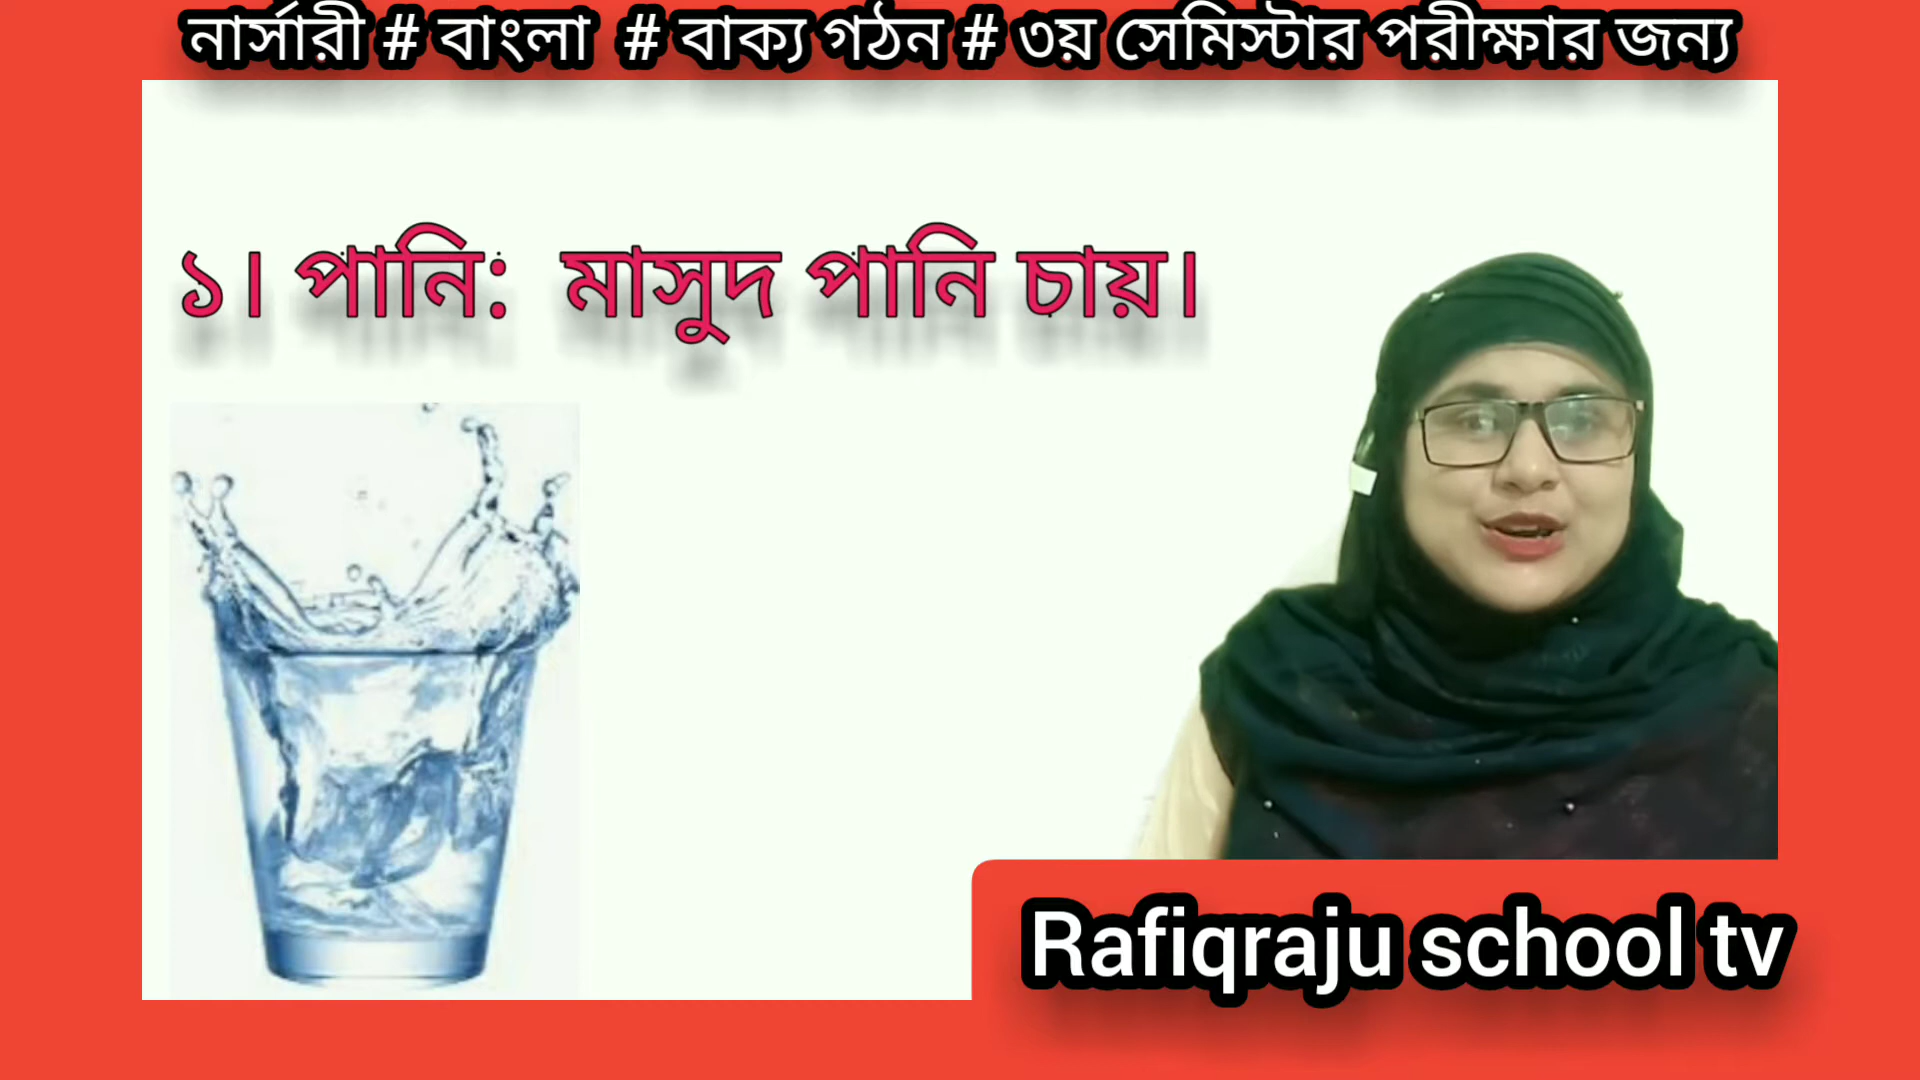 নার্সারী # বাংলা # বাক্য গঠন # ৩য় সেমিস্টার পরীক্ষার জন্য
১। পানি: মাসুদ পানি চায়।
Rafiqraju school tv